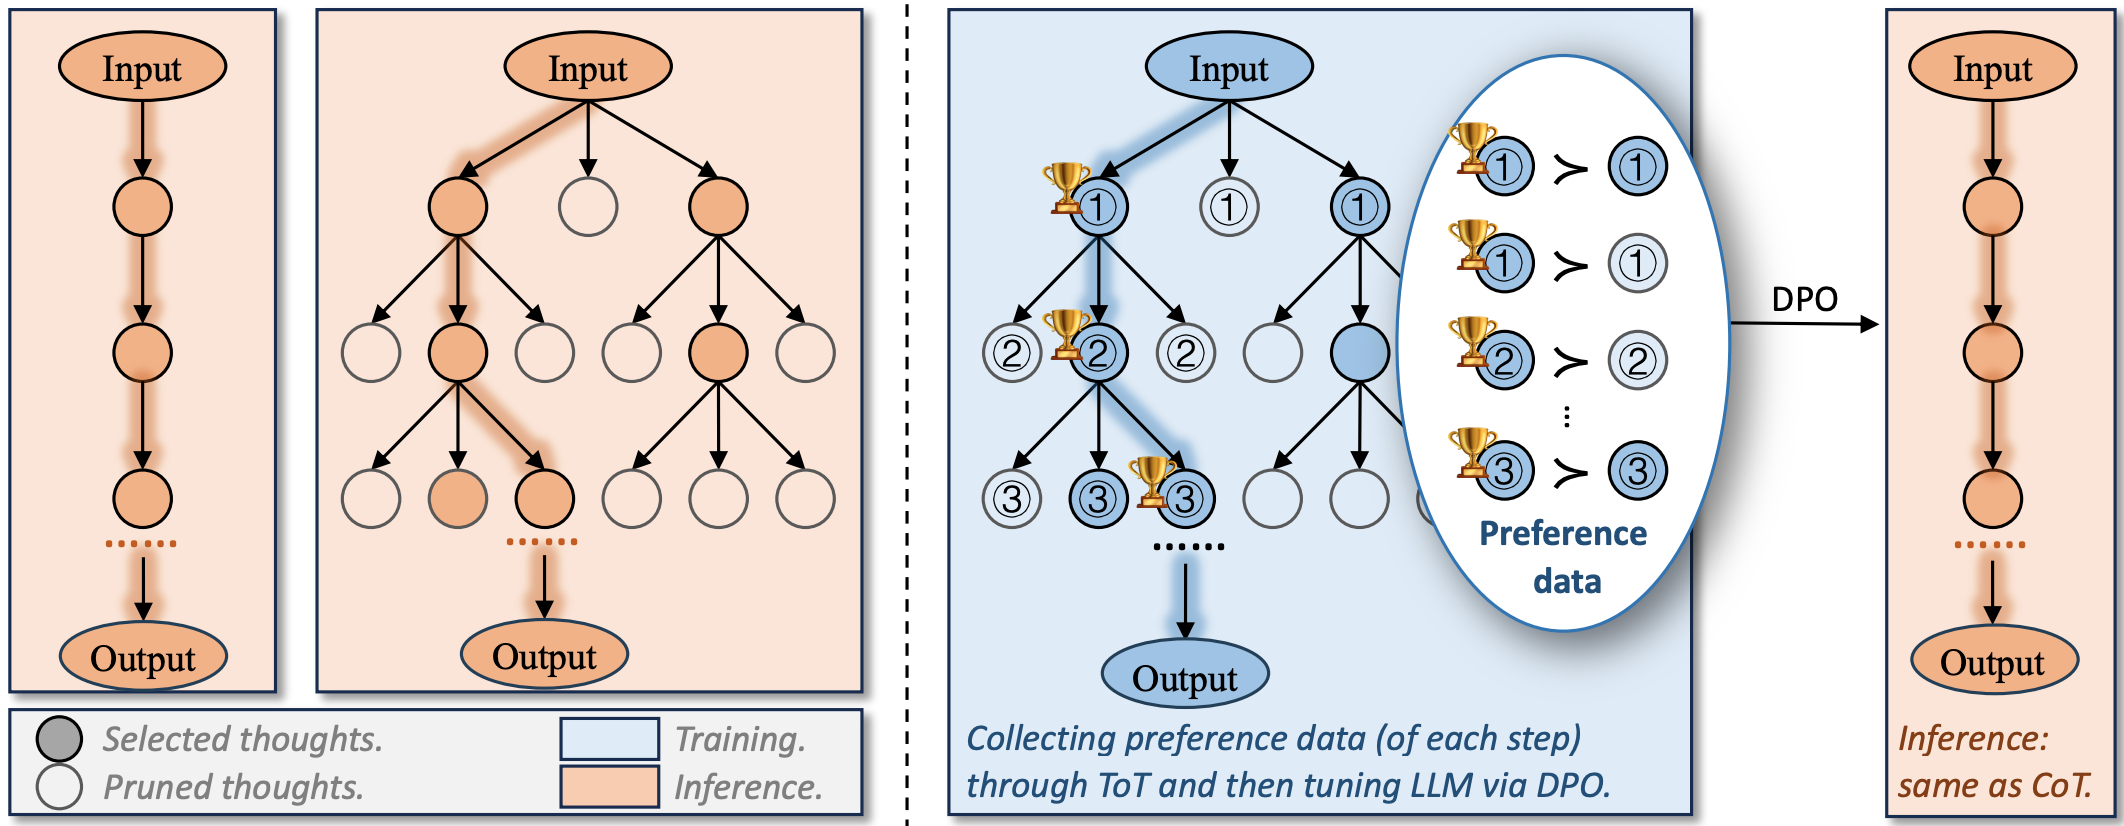 Input
Output
Input
Output
Selected thoughts.
Pruned thoughts.
Training.
Inference.
Input
① ① ①
② ② ②
③ ③ ③
Output
① ≻ ①
① ≻ ①
② ≻ ②
⋮
③ ≻ ③
Preference
data
Collecting preference data (of each step)
through ToT and then tuning LLM via DPO.
DPO
Input
Output
Inference:
same as CoT.